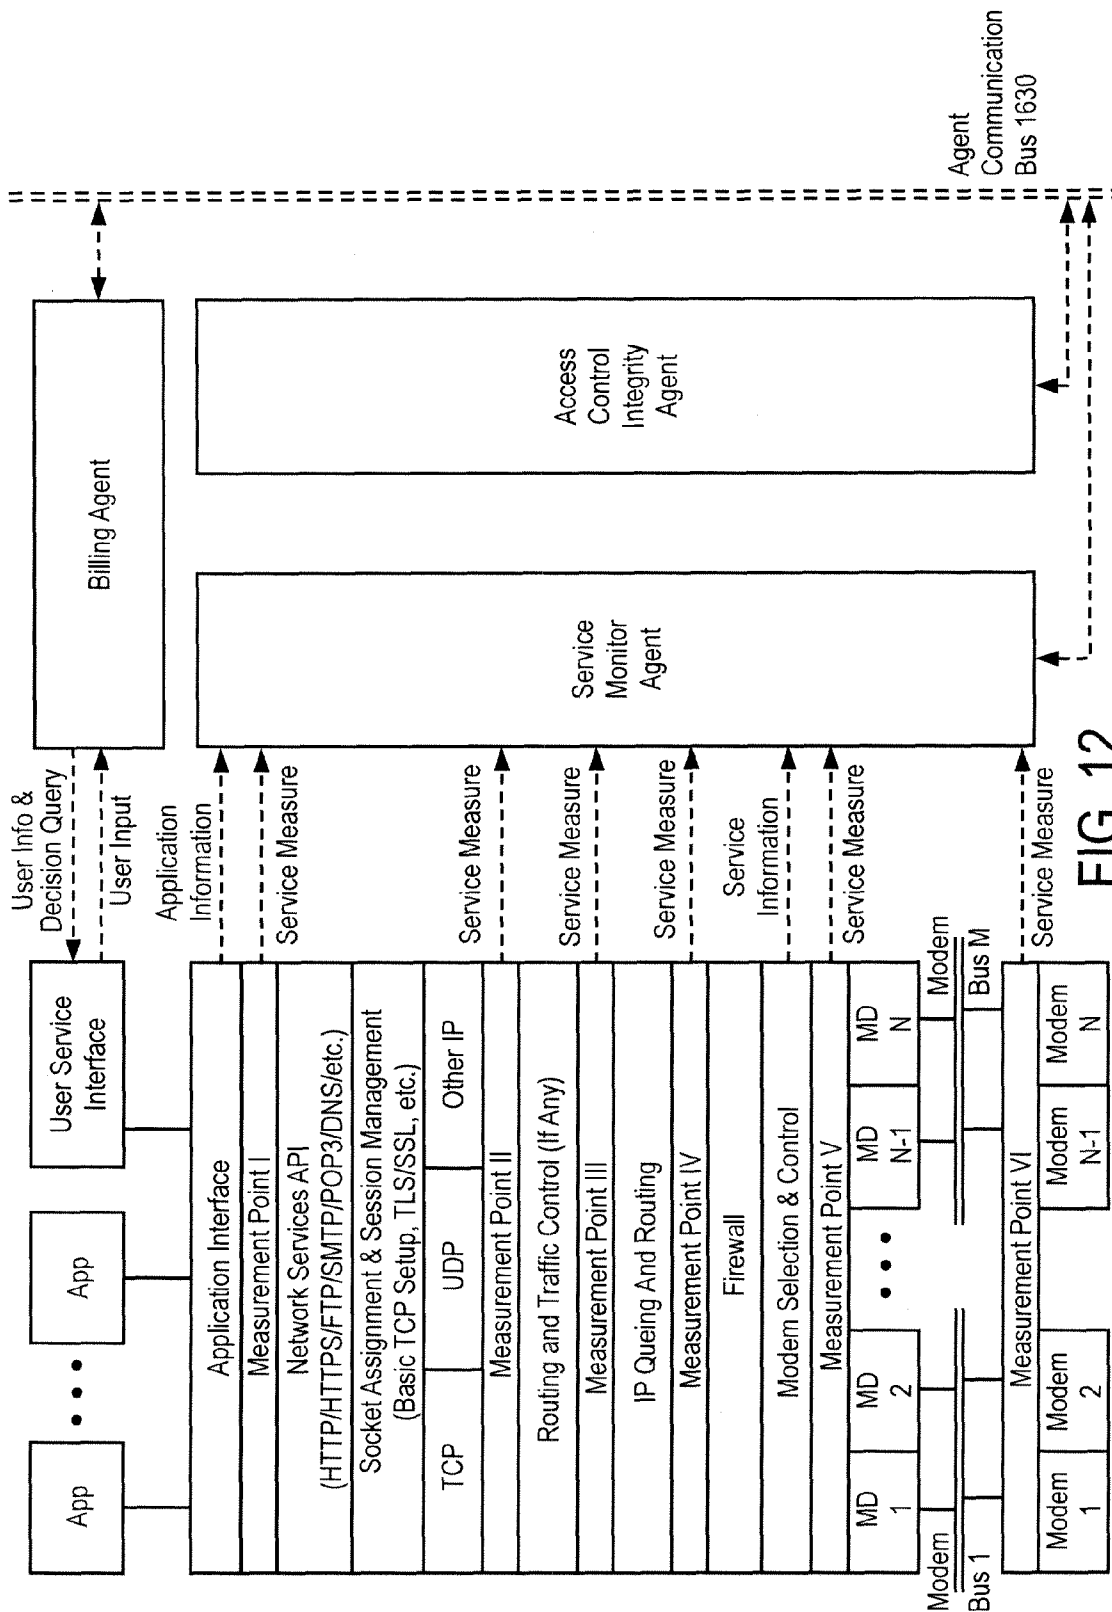 App
App
User Service
Interface
User Info &
Decision Query
User Input
Billing Agent
Application Interface
Application
Information
Measurement Point I
Service Measure
Network Services API
(HTTP/HTTPS/FTP/SMTP/POP3/DNS/etc.)
Socket Assignment & Session Management
(Basic TCP Setup, TLS/SSL, etc.)
TCP
UDP
Other IP
Measurement Point II
Service Measure
Routing and Traffic Control (If Any)
Measurement Point III
Service Measure
IP Queing And Routing
Measurement Point IV
Service Measure
Firewall
Modem Selection & Control
Service
Information
Measurement Point V
Service Measure
MD
1
MD
2
MD
N-1
MD
N
Modem
Bus 1
Modem
Bus M
Measurement Point VI
Service Measure
Modem
1
Modem
2
Modem
N-1
Modem
N
Service
Monitor
Agent
Access
Control
Integrity
Agent
Agent
Communication
Bus 1630
FIG. 12